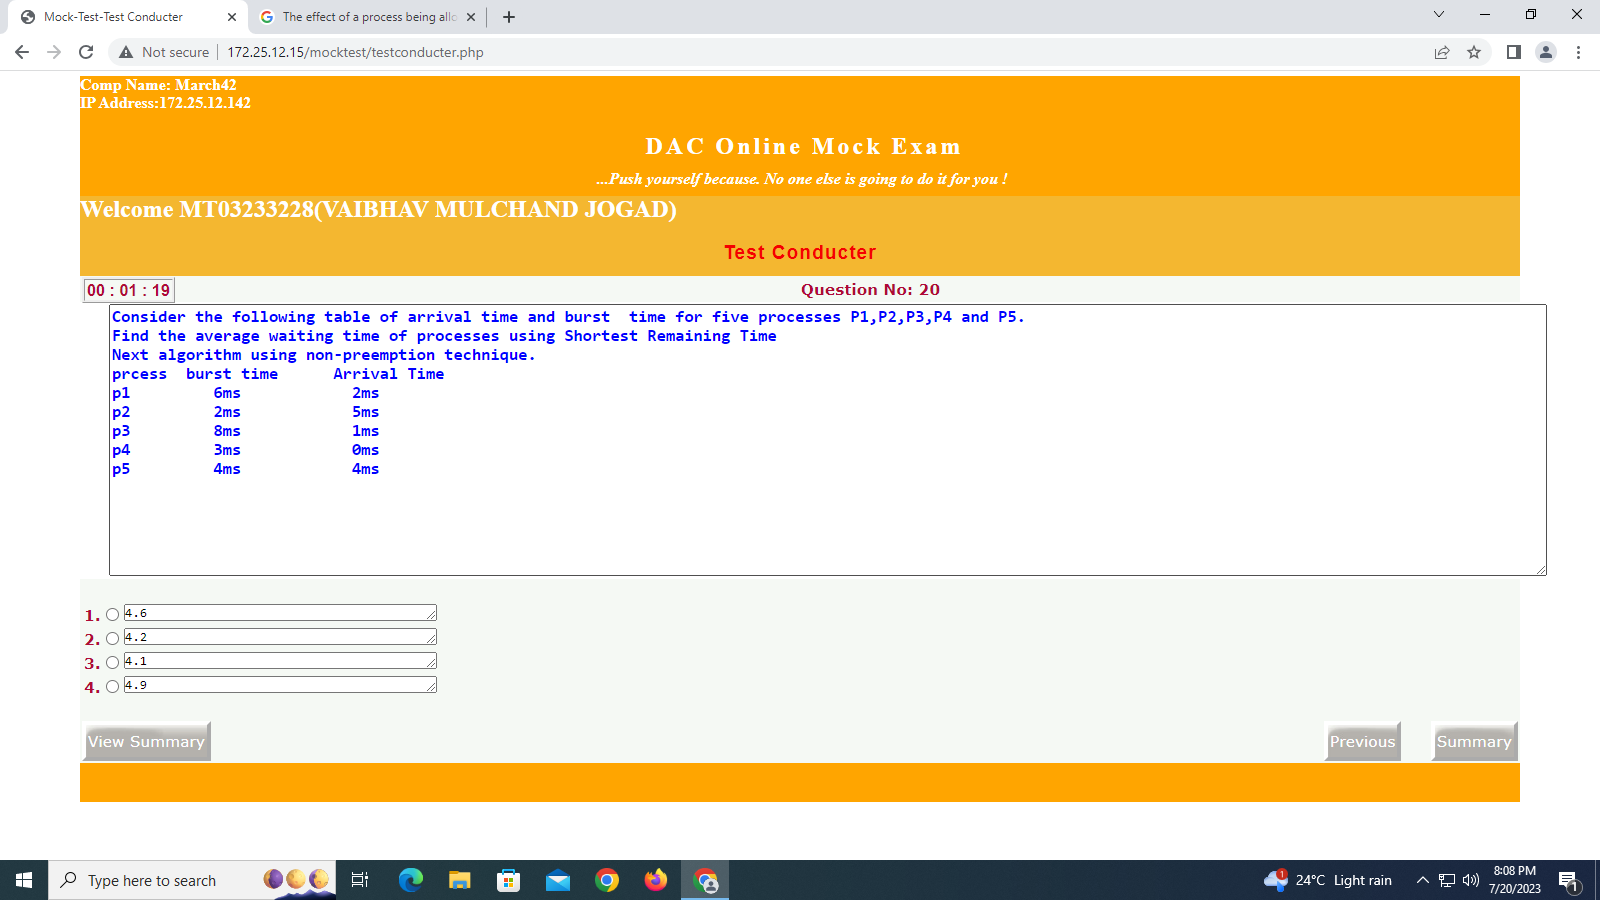 Mock-Test-Test Conducter
The effect of a process being allo
Not secure
172.25.12.15/mocktest/testconducter.php
Comp Name: March42
IP Address:172.25.12.142
DAC Online Mock Exam
...Push yourself because. No one else is going to do it for you !
Welcome MT03233228(VAIBHAV MULCHAND JOGAD)
Test Conducter
00 : 01 : 19
Question No: 20
Consider the following table of arrival time and burst  time for five processes P1,P2,P3,P4 and P5.
Find the average waiting time of processes using Shortest Remaining Time
Next algorithm using non-preemption technique.
prcess  burst time      Arrival Time
p1         6ms            2ms
p2         2ms            5ms
p3         8ms            1ms
p4         3ms            0ms
p5         4ms            4ms
1. 4.6
2. 4.2
3. 4.1
4. 4.9
View Summary
Previous
Summary
Type here to search
1
24°C Light rain
8:08 PM
7/20/2023
1